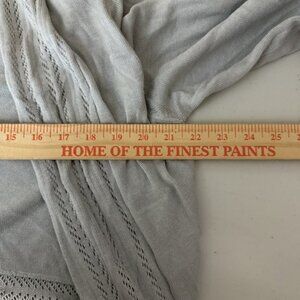 15 16 17 18 19 20 21 22 23 24 25
HOME OF THE FINEST PAINTS